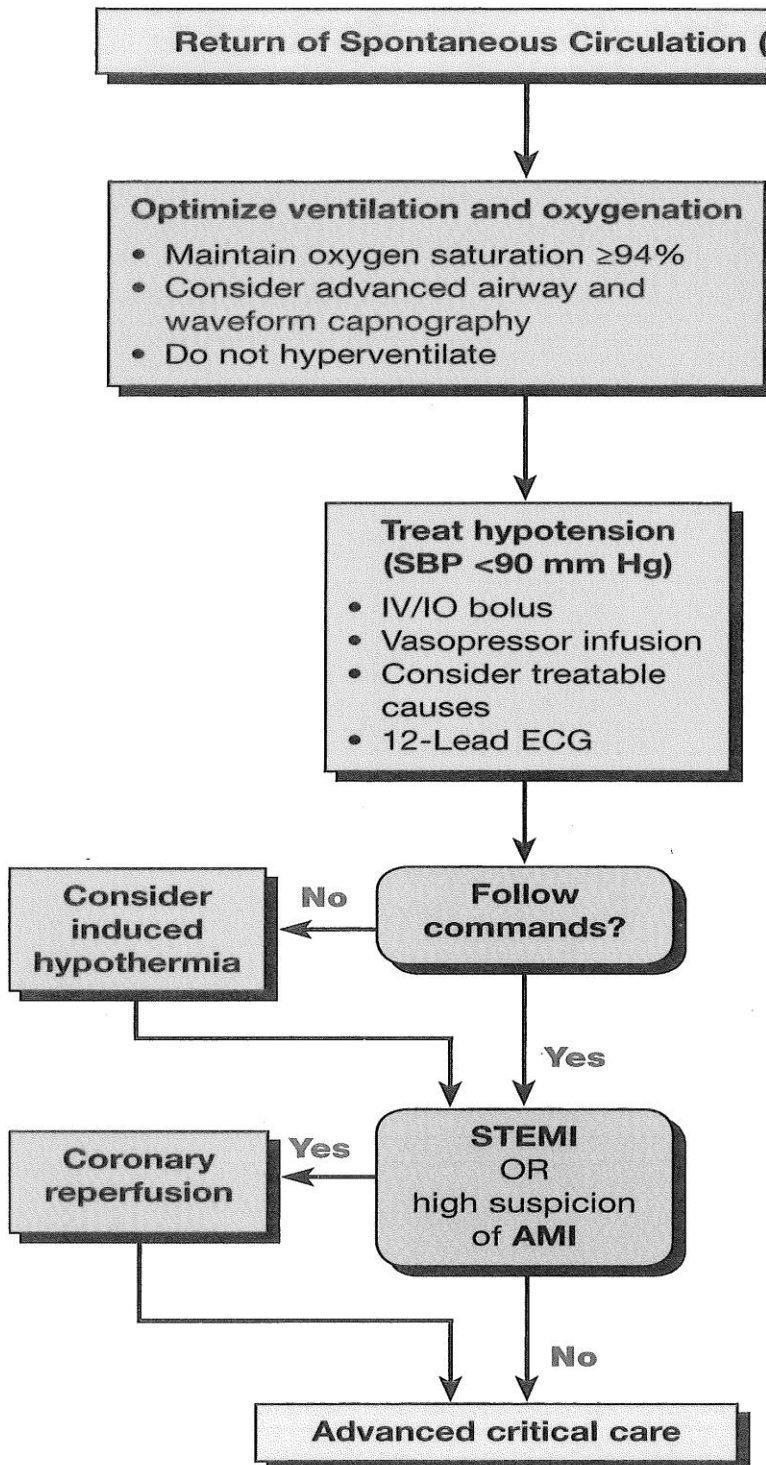 Return of Spontaneous Circulation (
Optimize ventilation and oxygenation
• Maintain oxygen saturation ≥94%
• Consider advanced airway and
waveform capnography
• Do not hyperventilate
Treat hypotension
(SBP <90 mm Hg)
• IV/IO bolus
• Vasopressor infusion
• Consider treatable
causes
• 12-Lead ECG
Consider
induced
hypothermia
No
Follow
commands?
Yes
Coronary
reperfusion
Yes
STEMI
OR
high suspicion
of AMI
No
Advanced critical care